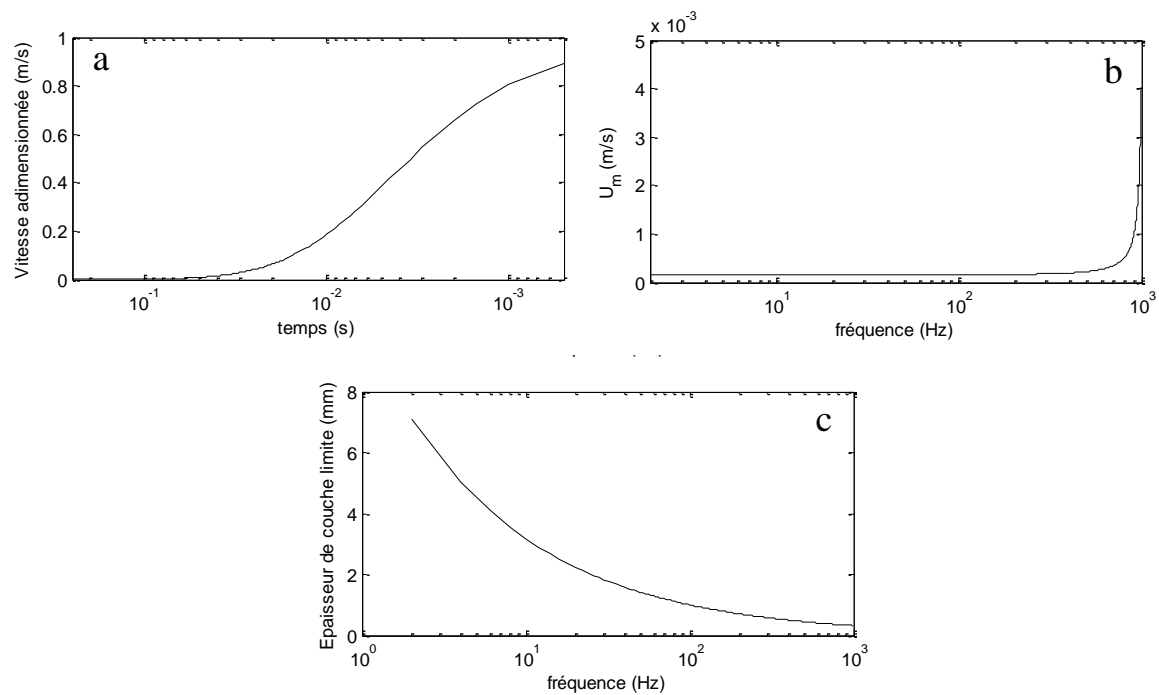 a
1
0.8
0.6
0.4
0.2
0
Vitesse adimensionnée (m/s)
10^-1
10^-2
10^-3
temps (s)
x 10^-3
b
5
4
3
2
1
0
U_m (m/s)
10^1
10^2
10^3
fréquence (Hz)
c
8
6
4
2
0
Epaisseur de couche limite (mm)
10^0
10^1
10^2
10^3
fréquence (Hz)